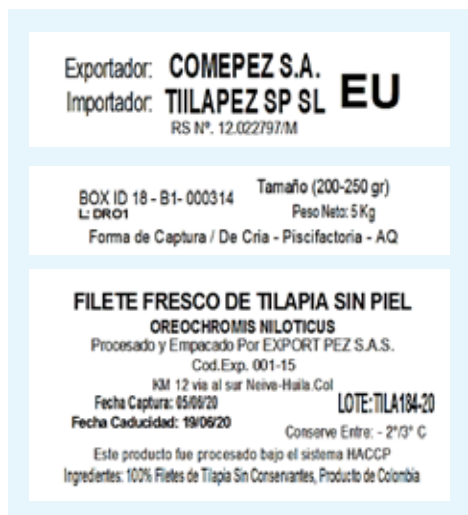 Exportador: COMEPEZ S.A.
Importador: TIILAPEZ SP SL EU
RS Nº. 12.022797/M
BOX ID 18 - B1- 000314 Tamaño (200-250 gr)
L: DRO1 Peso Neto: 5 Kg
Forma de Captura / De Cria - Piscifactoria - AQ
FILETE FRESCO DE TILAPIA SIN PIEL
OREOCHROMIS NILOTICUS
Procesado y Empacado Por EXPORT PEZ S.A.S.
Cod.Exp. 001-15
KM 12 via al sur Neiva-Huila.Col
Fecha Captura: 05/06/20 LOTE:TILA184-20
Fecha Caducidad: 19/06/20
Conserve Entre: - 2°/3° C
Este producto fue procesado bajo el sistema HACCP
Ingredientes: 100% Filetes de Tilapia Sin Conservantes, Producto de Colombia